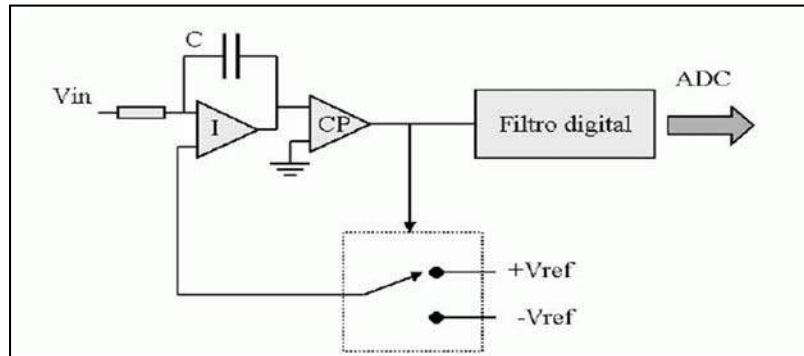 C
ADC
Vin
I
CP
Filtro digital
+Vref
-Vref